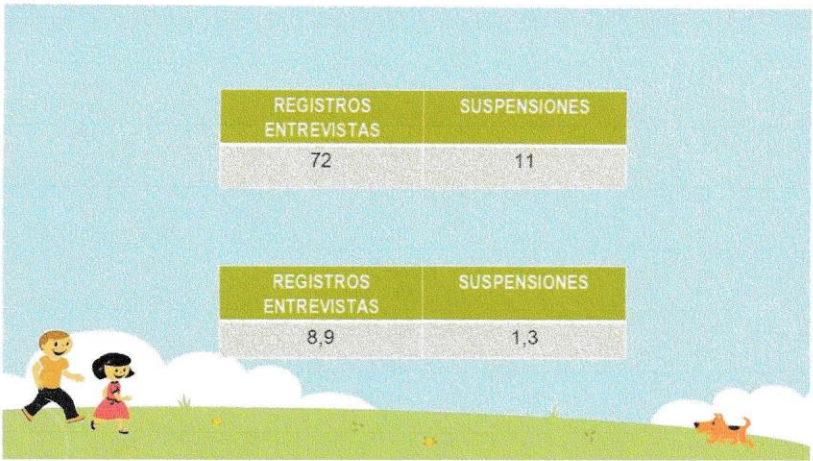 REGISTROS SUSPENSIONES
ENTREVISTAS
72 11
REGISTROS SUSPENSIONES
ENTREVISTAS
8,9 1,3